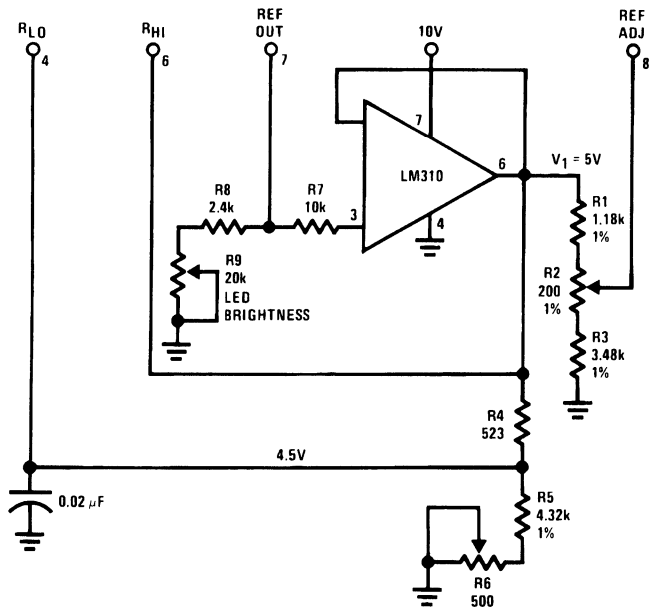 RLO
4
RHI
6
REF
OUT
7
10V
REF
ADJ
8
7
LM310
6
V1 = 5V
3
4
R8
2.4k
R7
10k
R9
20k
LED
BRIGHTNESS
R1
1.18k
1%
R2
200
1%
R3
3.48k
1%
R4
523
4.5V
0.02 μF
R5
4.32k
1%
R6
500